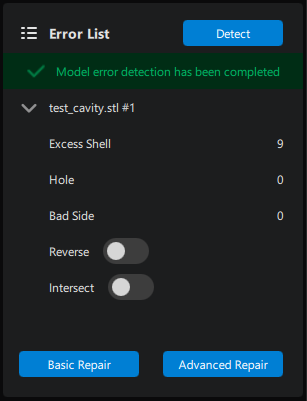 Error List
Detect
Model error detection has been completed
test_cavity.stl #1
Excess Shell 9
Hole 0
Bad Side 0
Reverse
Intersect
Basic Repair
Advanced Repair